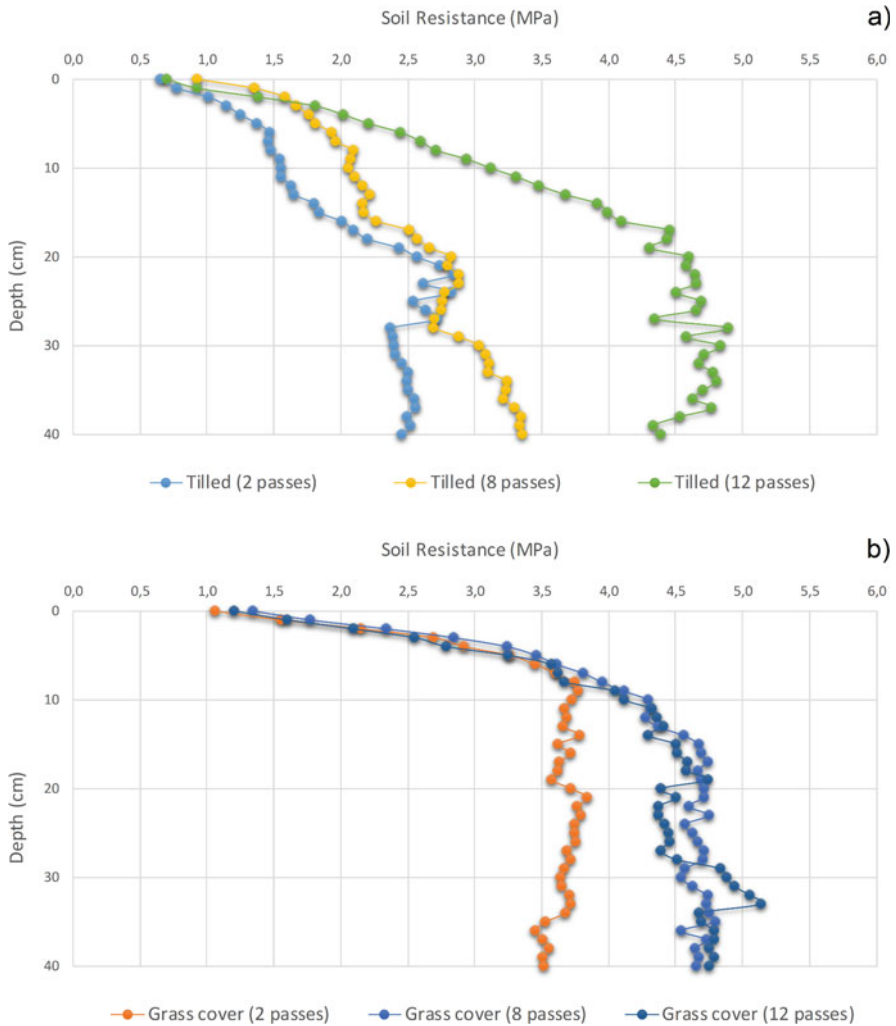 Soil Resistance (MPa)
a)
0,0 0,5 1,0 1,5 2,0 2,5 3,0 3,5 4,0 4,5 5,0 5,5 6,0
0
10
20
30
40
Depth (cm)
Tilled (2 passes) Tilled (8 passes) Tilled (12 passes)
Soil Resistance (MPa)
b)
0,0 0,5 1,0 1,5 2,0 2,5 3,0 3,5 4,0 4,5 5,0 5,5 6,0
0
10
20
30
40
Depth (cm)
Grass cover (2 passes) Grass cover (8 passes) Grass cover (12 passes)